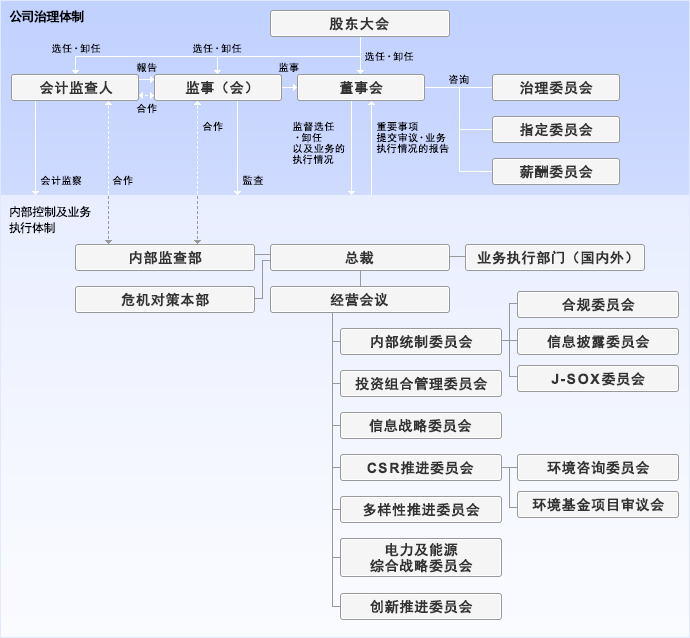 公司治理体制
股东大会
选任·卸任
选任·卸任
选任·卸任
会计监查人
報告
合作
监事（会）
监事
董事会
咨询
治理委员会
指定委员会
薪酬委员会
合作
监督选任
·卸任
以及业务的
执行情况
重要事项
提交审议·业务
执行情况的报告
会计监察
合作
監查
内部控制及业务
执行体制
内部监查部
总裁
业务执行部门（国内外）
危机对策本部
经营会议
内部统制委员会
合规委员会
信息披露委员会
J-SOX委员会
投资组合管理委员会
信息战略委员会
CSR推进委员会
环境咨询委员会
环境基金项目审议会
多样性推进委员会
电力及能源
综合战略委员会
创新推进委员会